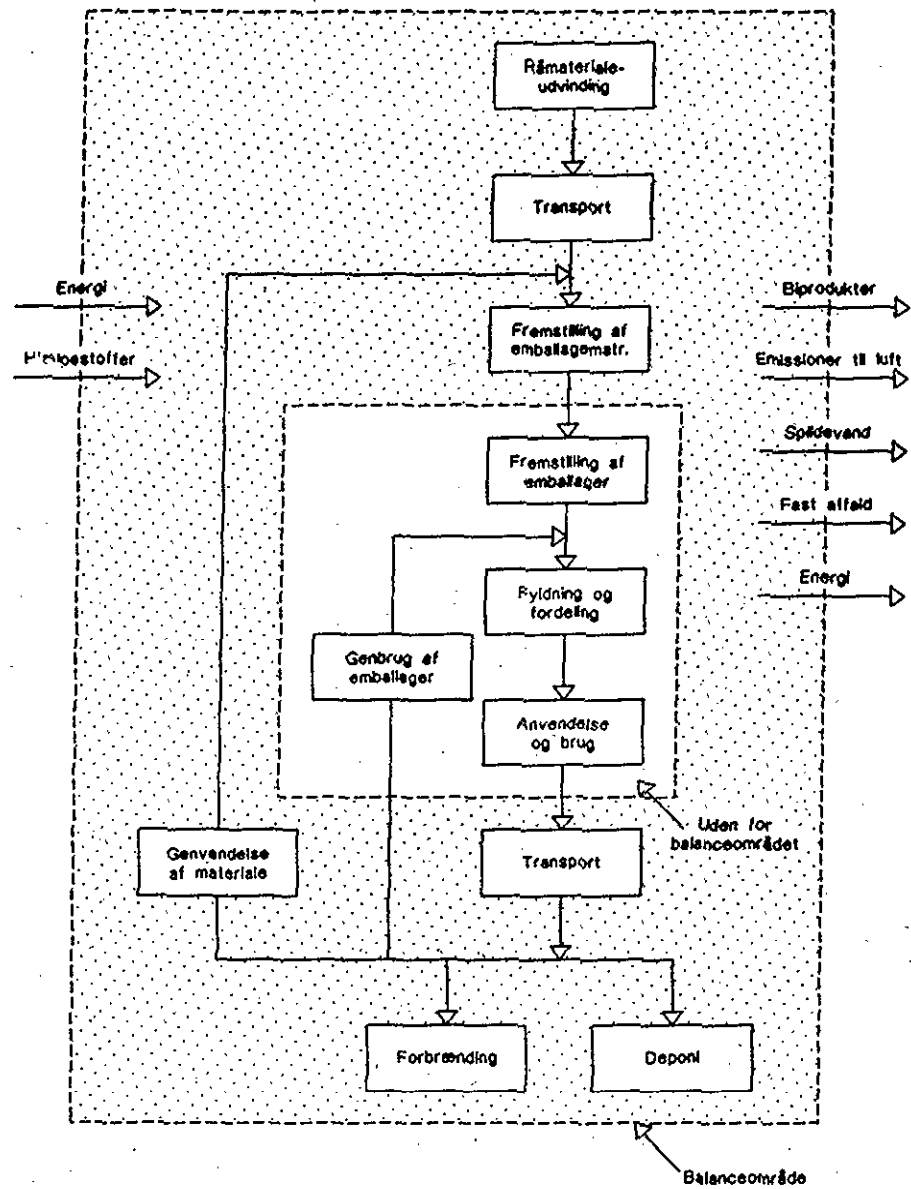 Råmateriale-
udvinding
Transport
Energi
Hjælpestoffer
Fremstilling af
emballagematr.
Biprodukter
Emissioner til luft
Spildevand
Fast affald
Energi
Fremstilling af
emballager
Fyldning og
fordeling
Genbrug af
emballager
Anvendelse
og brug
Uden for
balanceområdet
Genvendelse
af materiale
Transport
Forbrænding
Deponi
Balanceområde